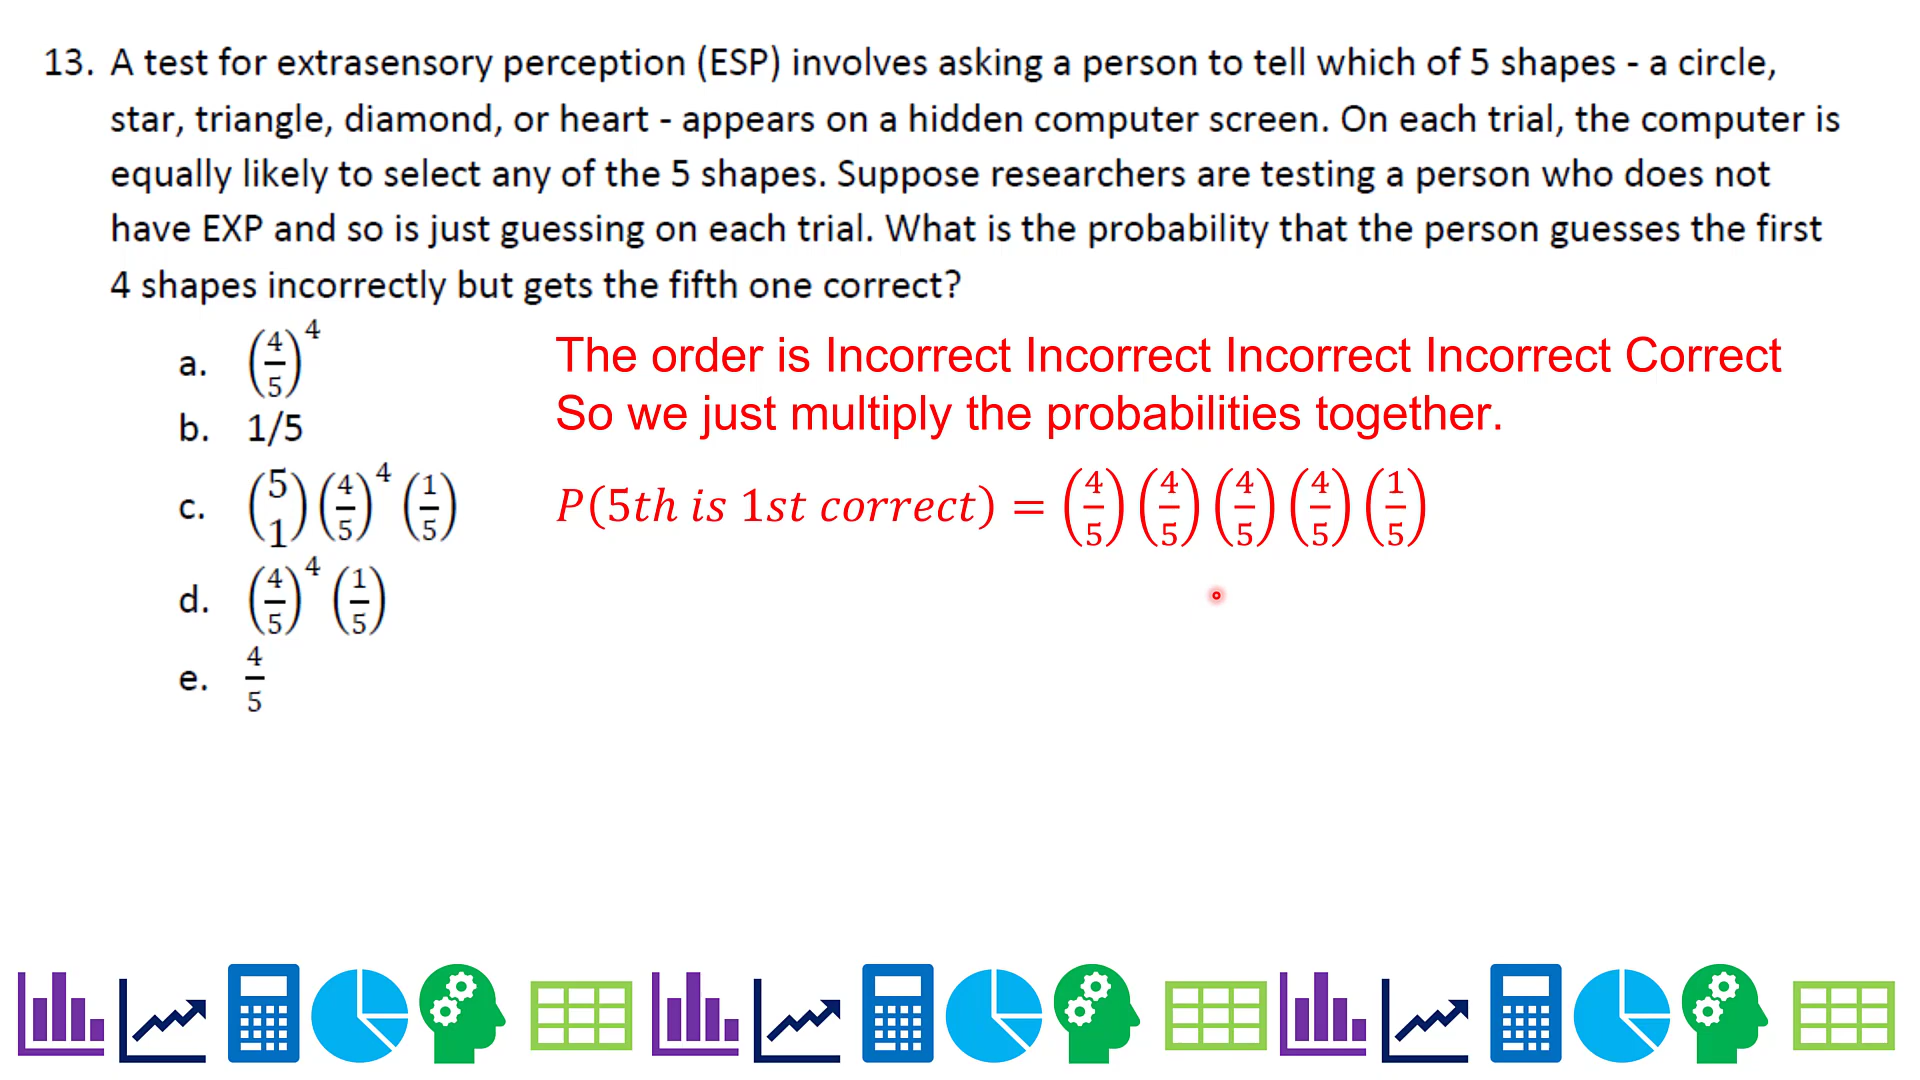 13. A test for extrasensory perception (ESP) involves asking a person to tell which of 5 shapes - a circle,
star, triangle, diamond, or heart - appears on a hidden computer screen. On each trial, the computer is
equally likely to select any of the 5 shapes. Suppose researchers are testing a person who does not
have EXP and so is just guessing on each trial. What is the probability that the person guesses the first
4 shapes incorrectly but gets the fifth one correct?
a. (4/5)^4
b. 1/5
c. (5 1)(4/5)^4(1/5)
d. (4/5)^4(1/5)
e. 4/5
The order is Incorrect Incorrect Incorrect Incorrect Correct
So we just multiply the probabilities together.
P(5th is 1st correct) = (4/5)(4/5)(4/5)(4/5)(1/5)